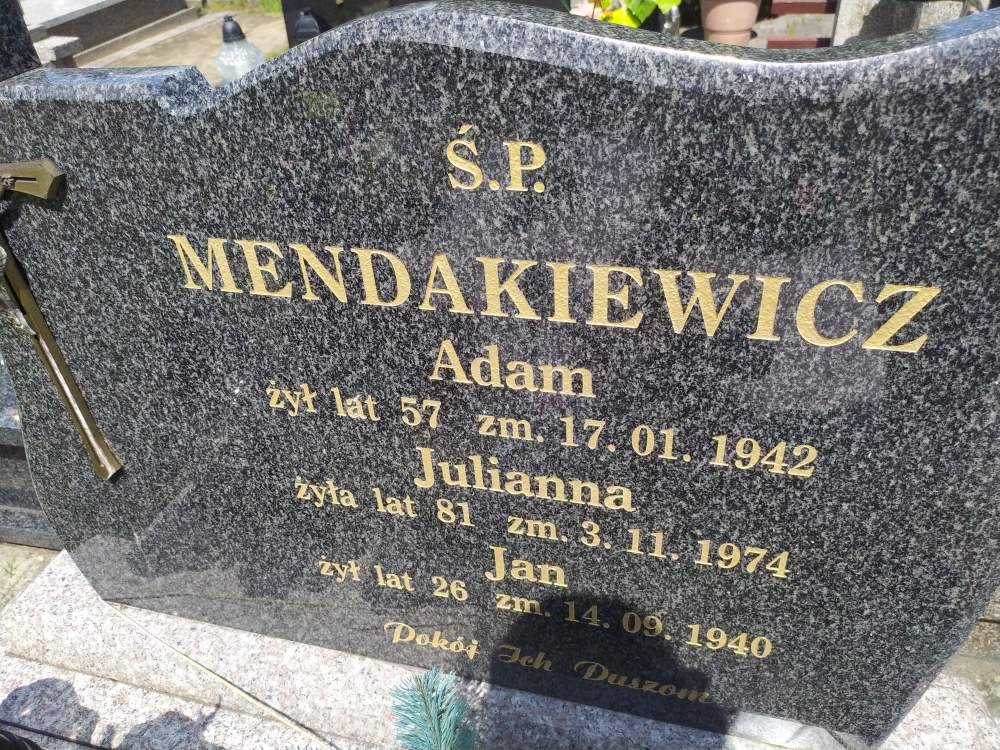 Ś.P.
MENDAKIEWICZ
Adam
żył lat 57 zm. 17. 01. 1942
Julianna
żyła lat 81 zm. 3. 11. 1974
Jan
żył lat 26 zm. 14. 09. 1940
Pokój Ich Duszom